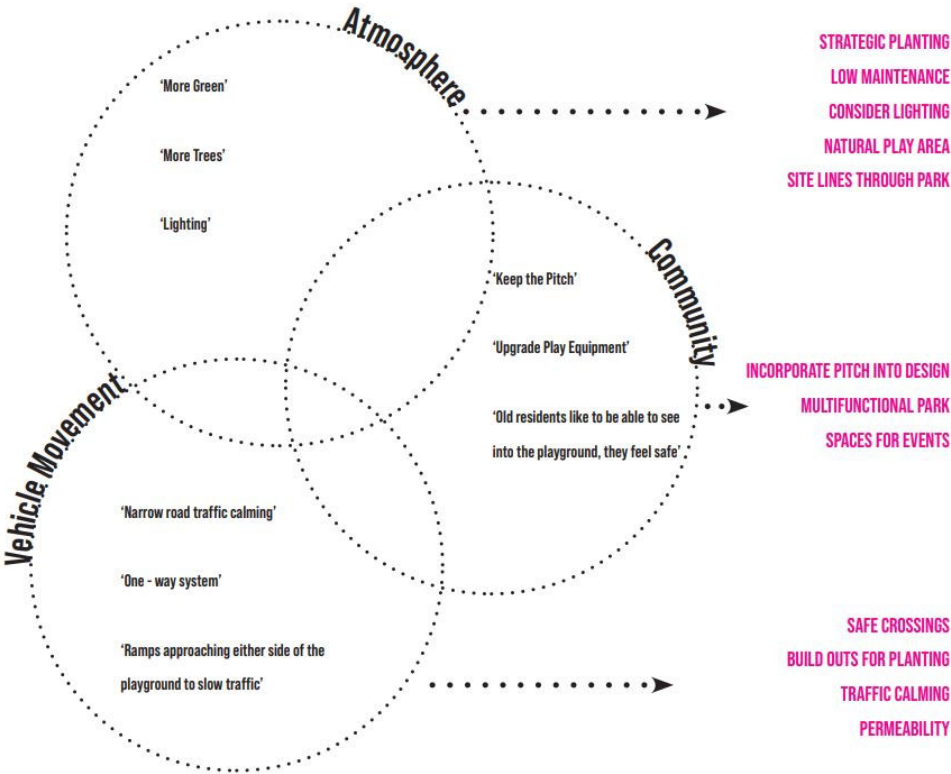 Atmosphere
‘More Green’
‘More Trees’
‘Lighting’
STRATEGIC PLANTING
LOW MAINTENANCE
CONSIDER LIGHTING
NATURAL PLAY AREA
SITE LINES THROUGH PARK
Community
‘Keep the Pitch’
‘Upgrade Play Equipment’
‘Old residents like to be able to see
into the playground, they feel safe’
INCORPORATE PITCH INTO DESIGN
MULTIFUNCTIONAL PARK
SPACES FOR EVENTS
Vehicle Movement
‘Narrow road traffic calming’
‘One - way system’
‘Ramps approaching either side of the
playground to slow traffic’
SAFE CROSSINGS
BUILD OUTS FOR PLANTING
TRAFFIC CALMING
PERMEABILITY